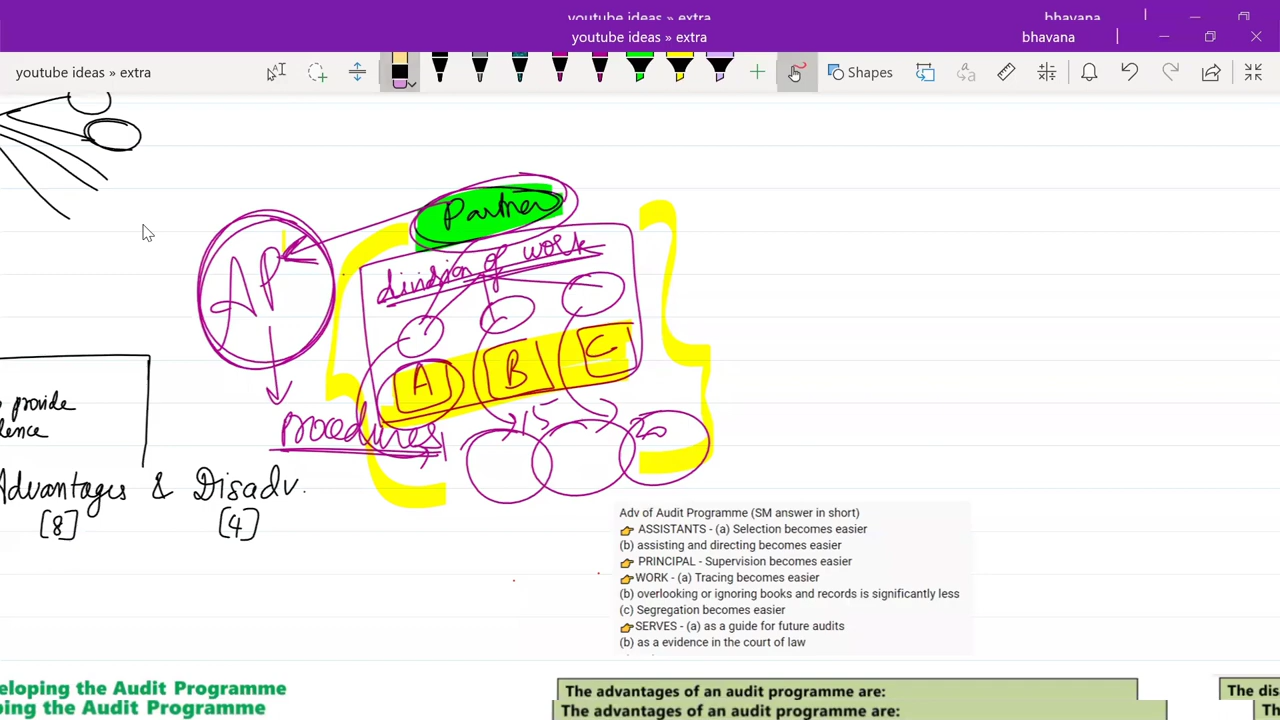 youtube ideas » extra
bhavana
youtube ideas » extra
bhavana
youtube ideas » extra
Shapes
Partner
division of work
AP
A
B
C
Procedures
15
20
provide
Advantages & Disadv.
[8]
[4]
Adv of Audit Programme (SM answer in short)
👉 ASSISTANTS - (a) Selection becomes easier
(b) assisting and directing becomes easier
👉 PRINCIPAL - Supervision becomes easier
👉WORK - (a) Tracing becomes easier
(b) overlooking or ignoring books and records is significantly less
(c) Segregation becomes easier
👉SERVES - (a) as a guide for future audits
(b) as a evidence in the court of law
eloping the Audit Programme
ping the Audit Programme
The advantages of an audit programme are:
The advantages of an audit programme are:
The dis
Th